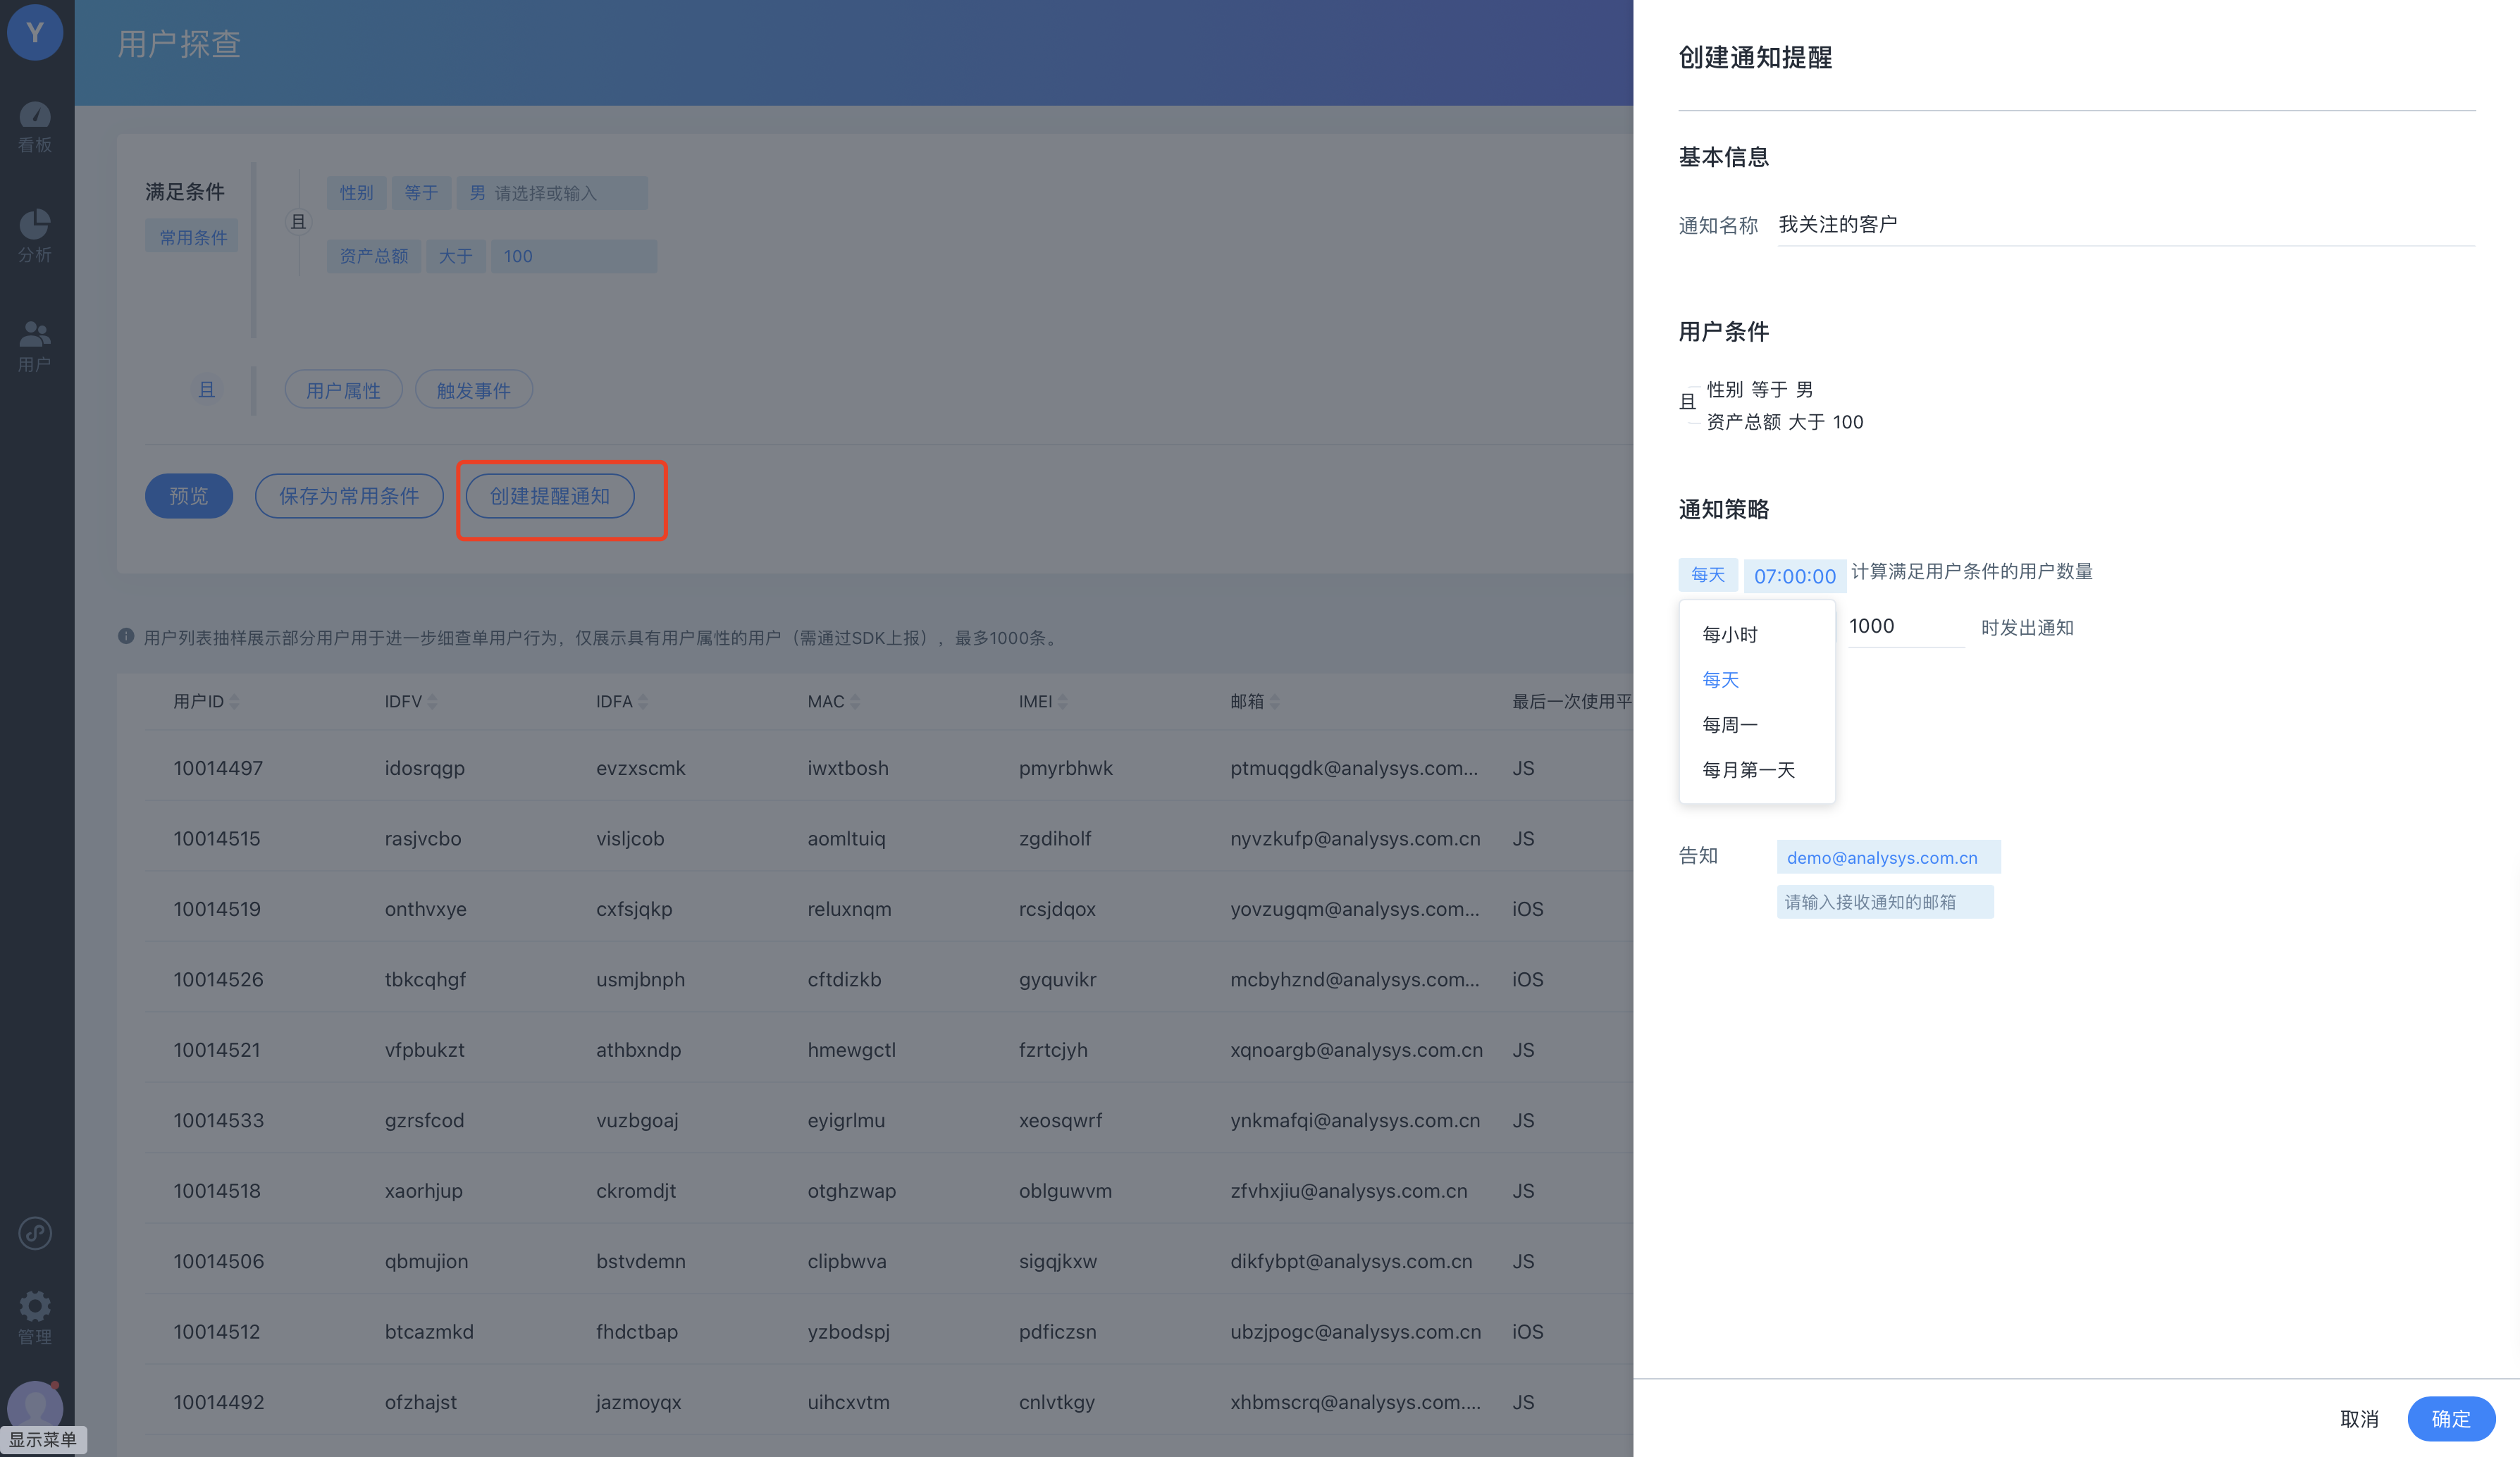 Y
看板
分析
用户
管理
显示菜单
用户探查
满足条件
常用条件
且
性别 等于 男 请选择或输入
资产总额 大于 100
且 用户属性 触发事件
预览 保存为常用条件 创建提醒通知
用户列表抽样展示部分用户用于进一步细查单用户行为，仅展示具有用户属性的用户（需通过SDK上报），最多1000条。
用户ID IDFV IDFA MAC IMEI 邮箱 最后一次使用平
10014497 idosrqgp evzxscmk iwxtbosh pmyrbhwk ptmuqgdk@analysys.com... JS
10014515 rasjvcbo visljcob aomltuiq zgdiholf nyvzkufp@analysys.com.cn JS
10014519 onthvxye cxfsjqkp reluxnqm rcsjdqox yovzugqm@analysys.com... iOS
10014526 tbkcqhgf usmjbnph cftdizkb gyquvikr mcbyhznd@analysys.com... iOS
10014521 vfpbukzt athbxndp hmewgctl fzrtcjyh xqnoargb@analysys.com.cn JS
10014533 gzrsfcod vuzbgoaj eyigrlmu xeosqwrf ynkmafqi@analysys.com.cn JS
10014518 xaorhjup ckromdjt otghzwap oblguwvm zfvhxjiu@analysys.com.cn JS
10014506 qbmujion bstvdemn clipbwva sigqjkxw dikfybpt@analysys.com.cn JS
10014512 btcazmkd fhdctbap yzbodspj pdficzsn ubzjpogc@analysys.com.cn iOS
10014492 ofzhajst jazmoyqx uihcxvtm cnlvtkgy xhbmscrq@analysys.com.... JS
创建通知提醒
基本信息
通知名称 我关注的客户
用户条件
且
性别 等于 男
资产总额 大于 100
通知策略
每天 07:00:00 计算满足用户条件的用户数量
1000 时发出通知
每小时
每天
每周一
每月第一天
告知 demo@analysys.com.cn
请输入接收通知的邮箱
取消 确定